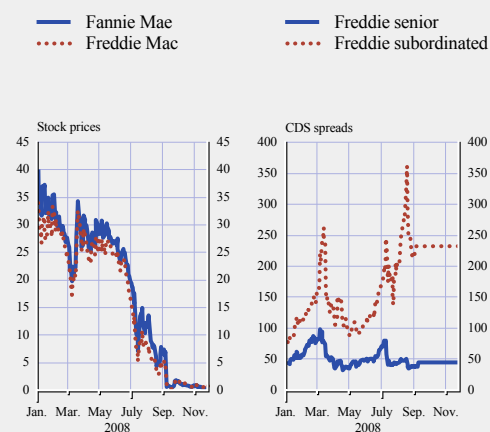 Fannie Mae
Freddie Mac
Freddie senior
Freddie subordinated
Stock prices
45 45
40 40
35 35
30 30
25 25
20 20
15 15
10 10
5 5
0 0
Jan. Mar. May July Sep. Nov.
2008
CDS spreads
400 400
350 350
300 300
250 250
200 200
150 150
100 100
50 50
0 0
Jan. Mar. May July Sep. Nov.
2008